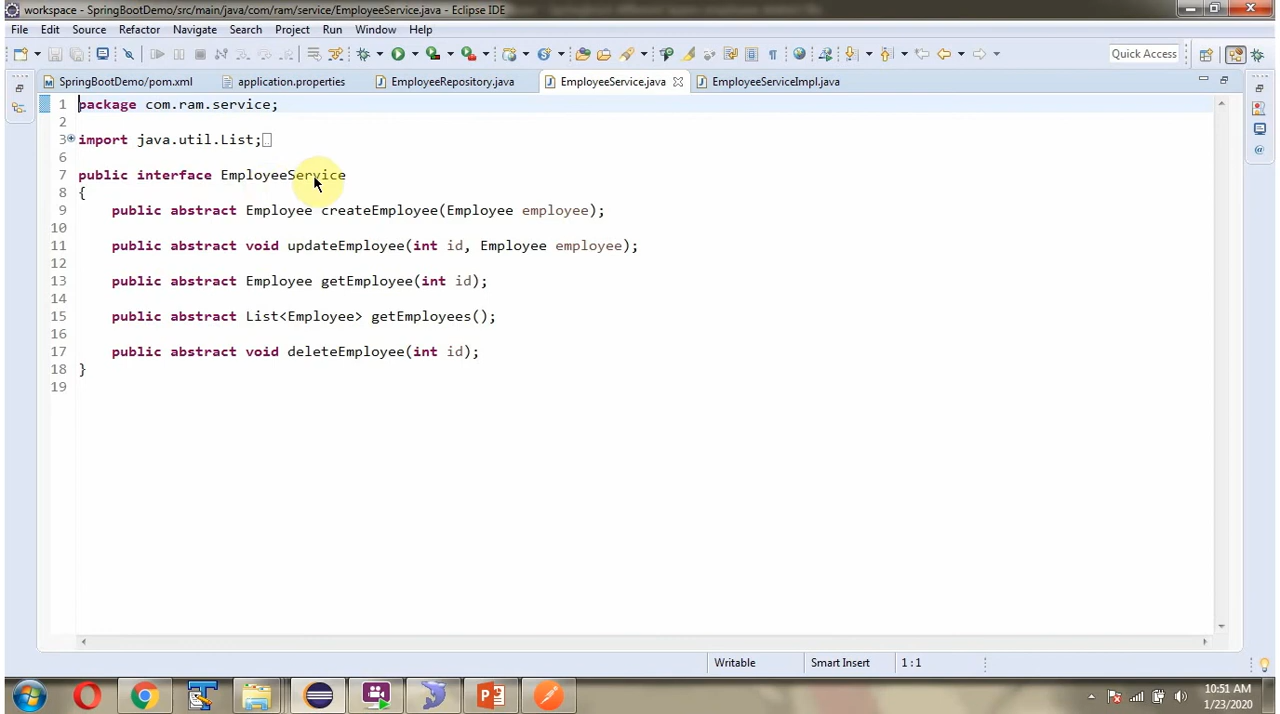 workspace - SpringBootDemo/src/main/java/com/ram/service/EmployeeService.java - Eclipse IDE
File Edit Source Refactor Navigate Search Project Run Window Help
Quick Access
SpringBootDemo/pom.xml application.properties EmployeeRepository.java EmployeeService.java EmployeeServiceImpl.java
1 package com.ram.service;
2
3 import java.util.List;
6
7 public interface EmployeeService
8 {
9 public abstract Employee createEmployee(Employee employee);
10
11 public abstract void updateEmployee(int id, Employee employee);
12
13 public abstract Employee getEmployee(int id);
14
15 public abstract List<Employee> getEmployees();
16
17 public abstract void deleteEmployee(int id);
18 }
19
Writable Smart Insert 1 : 1
10:51 AM
1/23/2020